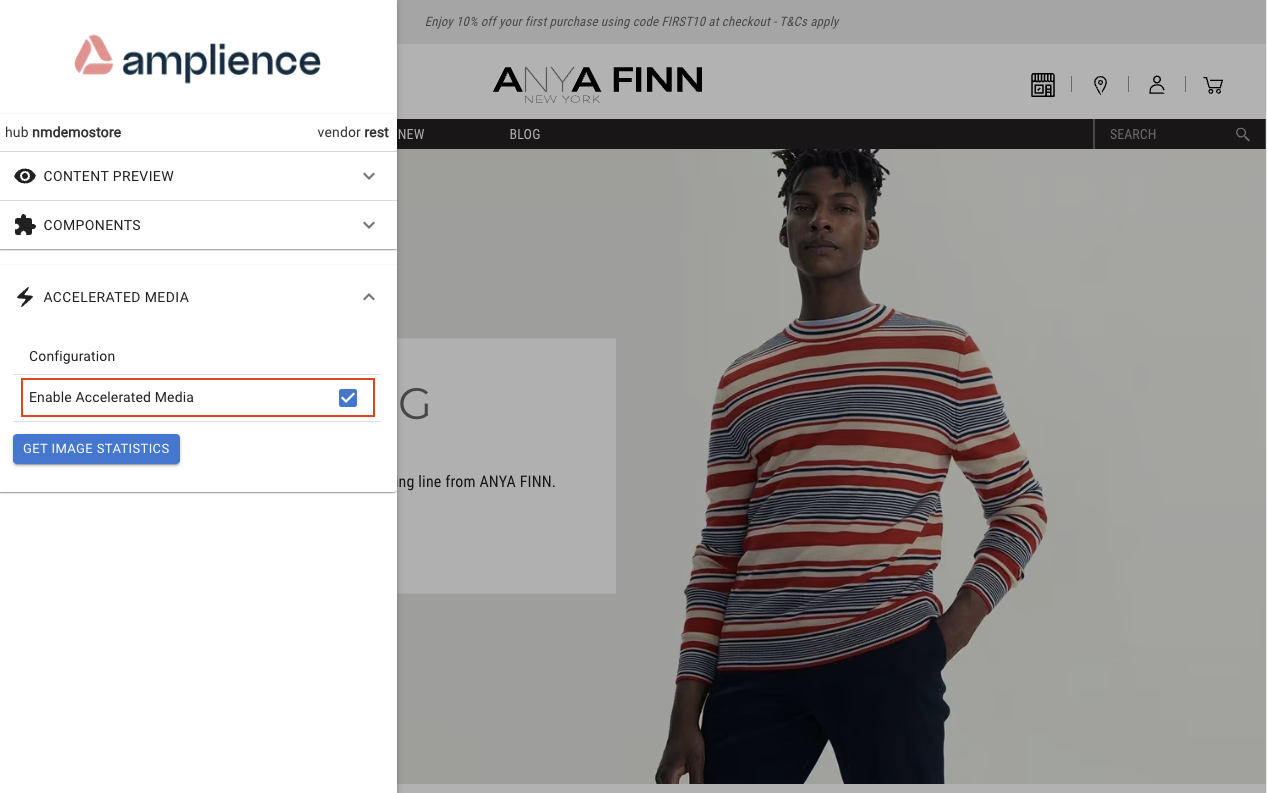 Enjoy 10% off your first purchase using code FIRST10 at checkout - T&Cs apply
amplience
ANYA FINN
NEW YORK
hub nmdemostore vendor rest
NEW BLOG SEARCH
CONTENT PREVIEW
COMPONENTS
ACCELERATED MEDIA
Configuration
Enable Accelerated Media
G
GET IMAGE STATISTICS
ng line from ANYA FINN.